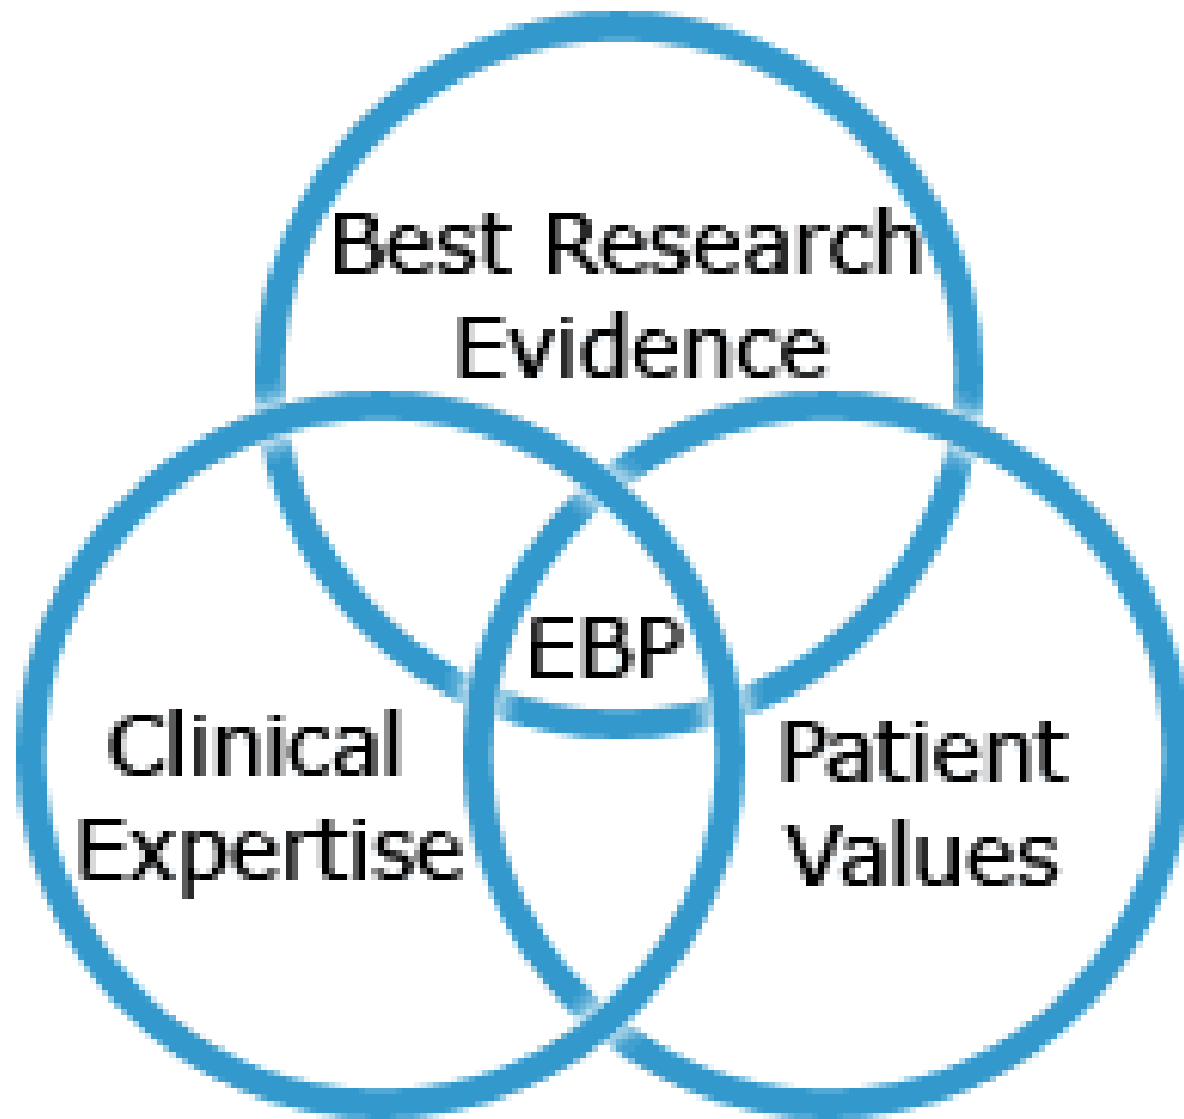 Best Research
Evidence
EBP
Clinical
Expertise
Patient
Values